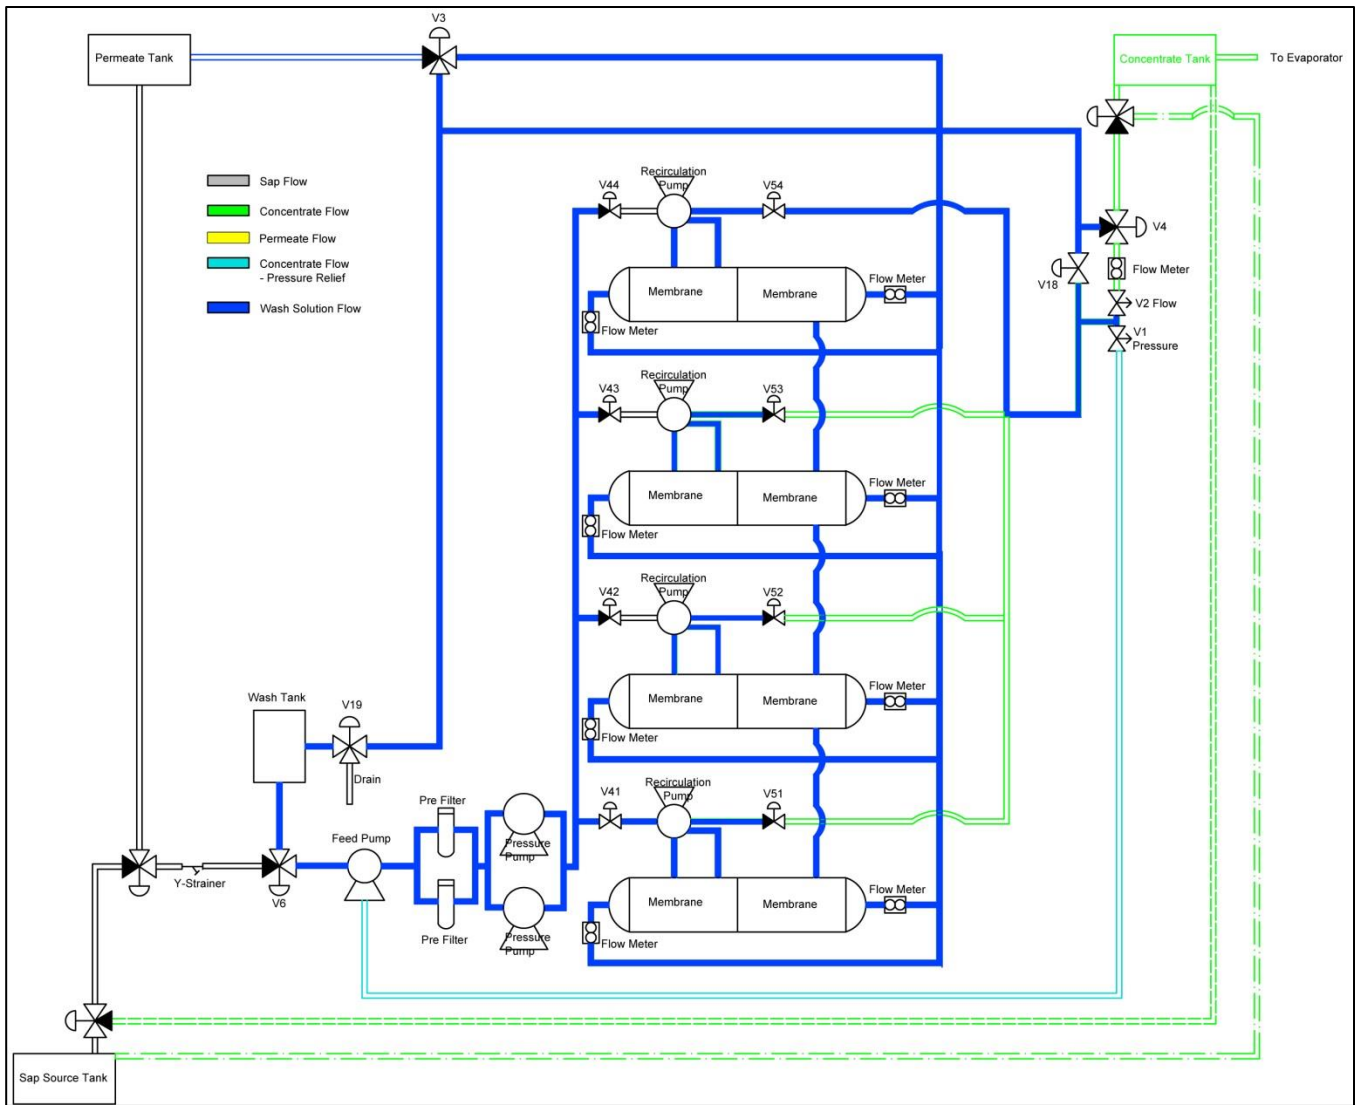 V3
Permeate Tank
Concentrate Tank
To Evaporator
Sap Flow
Concentrate Flow
Permeate Flow
Concentrate Flow
- Pressure Relief
Wash Solution Flow
Recirculation
Pump
V44
V54
V4
Flow Meter
V18
V2 Flow
V1
Pressure
Membrane
Membrane
Flow Meter
Flow Meter
Recirculation
Pump
V43
V53
Membrane
Membrane
Flow Meter
Flow Meter
Recirculation
Pump
V42
V52
Membrane
Membrane
Flow Meter
Flow Meter
Wash Tank
V19
Drain
Recirculation
Pump
V41
V51
Pre Filter
Feed Pump
Pressure
Pump
Y-Strainer
V6
Membrane
Membrane
Flow Meter
Flow Meter
Pre Filter
Pressure
Pump
Sap Source Tank